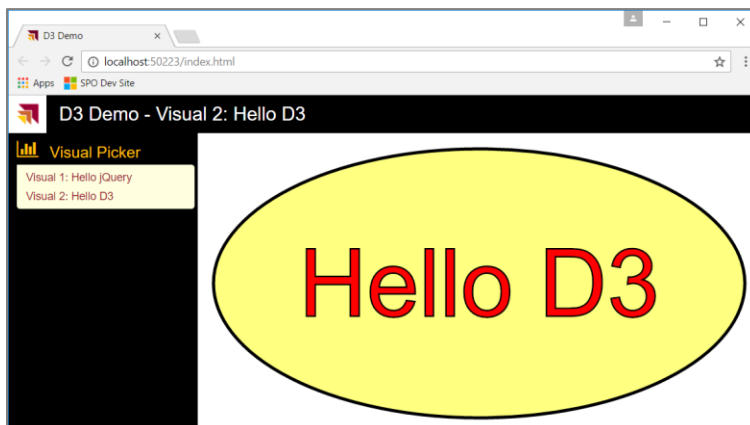 D3 Demo
localhost:50223/index.html
Apps
SPO Dev Site
D3 Demo - Visual 2: Hello D3
Visual Picker
Visual 1: Hello jQuery
Visual 2: Hello D3
Hello D3